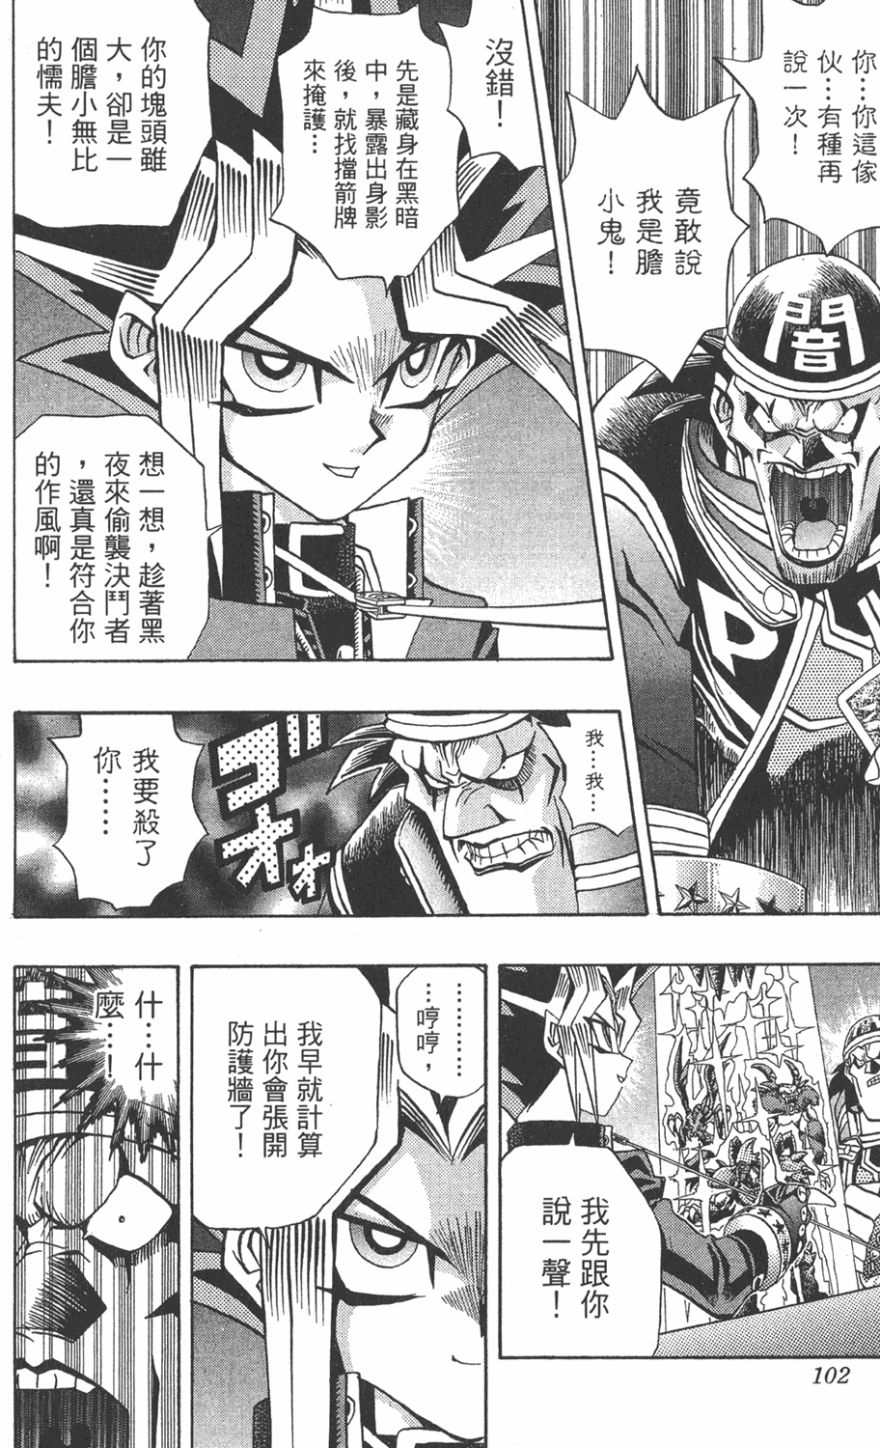 你…你這傢
伙…有種再
說一次！
竟敢說
我是膽
小鬼！
闇
P
沒錯！
先是藏身在黑暗
中，暴露出身影
後，就找擋箭牌
來掩護…
你的塊頭雖
大，卻是一
個膽小無比
的懦夫！
想一想，趁著黑
夜來偷襲決鬥者
，還真是符合你
的作風啊！
我…我…
ゴオオ
我要殺了
你……
我先跟你
說一聲！
………
…哼哼，
我早就計算
出你會張開
防護牆了！
什…什
麼…！
102